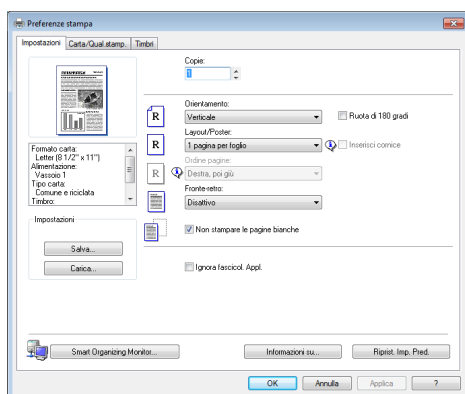 Preferenze stampa
Impostazioni Carta/Qual.stamp. Timbri
Copie:
1
Orientamento:
R Verticale Ruota di 180 gradi
Layout/Poster:
R 1 pagina per foglio Inserisci cornice
Ordine pagine:
R Destra, poi giù
Fronte-retro:
Disattivo
Non stampare le pagine bianche
Ignora fascicol. Appl.
Formato carta:
Letter (8 1/2" x 11")
Alimentazione:
Vassoio 1
Tipo carta:
Comune e riciclata
Timbro:
Impostazioni
Salva...
Carica...
Smart Organizing Monitor... Informazioni su... Riprist. Imp. Pred.
OK Annulla Applica ?